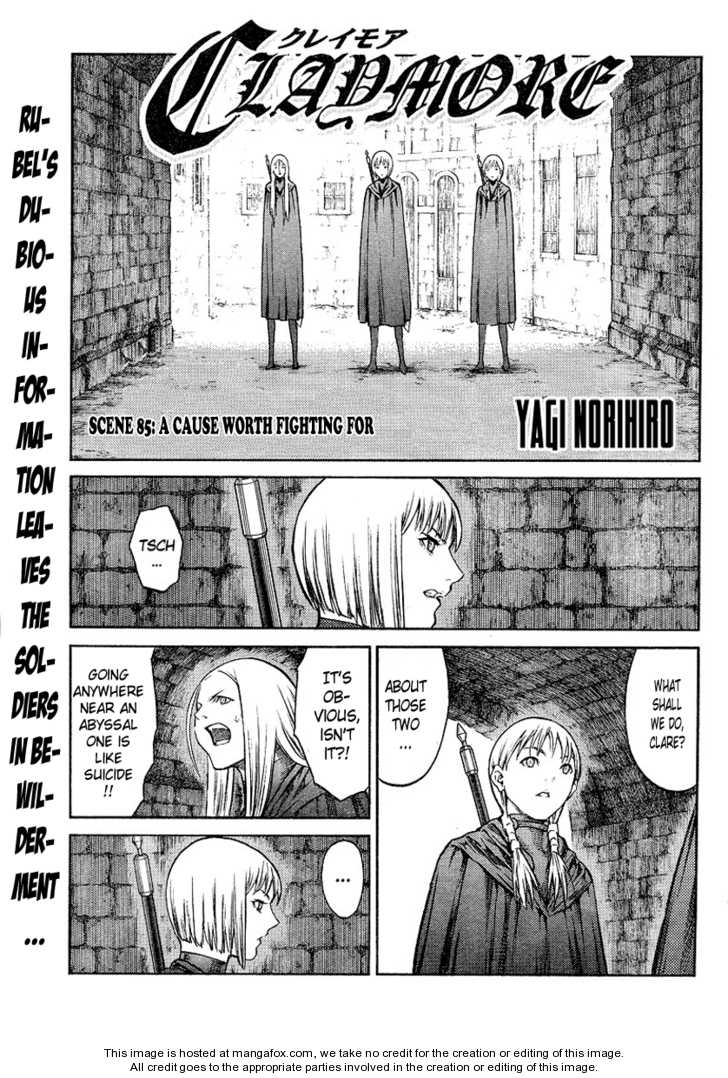 クレイモア
CLAYMORE
RU-
BEL'S
DU-
BIO-
US
IN-
FOR-
MA-
TION
LEA-
VES
THE
SOL-
DIERS
IN BE-
WIL-
DER-
MENT
...
SCENE 85: A CAUSE WORTH FIGHTING FOR
YAGI NORIHIRO
TSCH
...
WHAT
SHALL
WE DO,
CLARE?
ABOUT
THOSE
TWO
...
IT'S
OB-
VIOUS,
ISN'T
IT?!
GOING
ANYWHERE
NEAR AN
ABYSSAL
ONE IS
LIKE
SUICIDE
!!
...
This image is hosted at mangafox.com, we take no credit for the creation or editing of this image.
All credit goes to the appropriate parties involved in the creation or editing of this image.